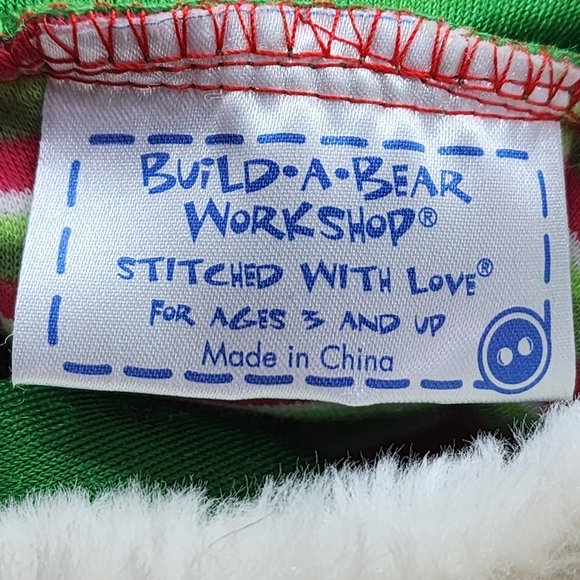 BUILD•A•BEAR
WORKSHOP®
STITCHED WITH LOVE®
FOR AGES 3 AND UP
Made in China